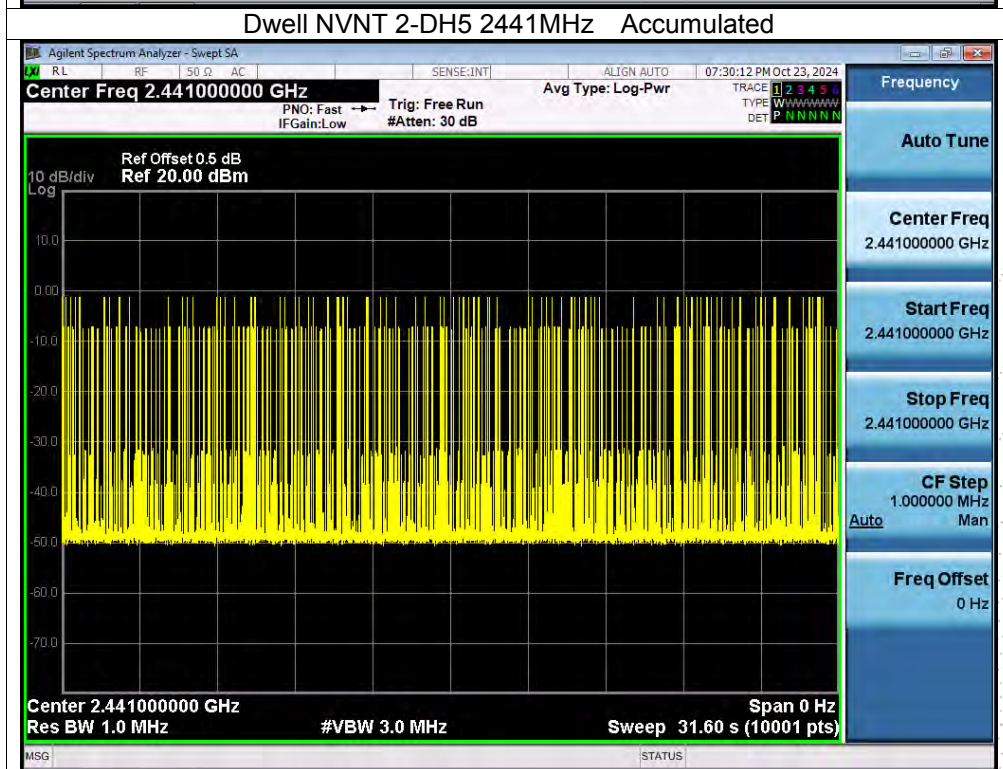 Dwell NVNT 2-DH5 2441MHz Accumulated
Agilent Spectrum Analyzer - Swept SA
LXI RL RF 50 Ω AC SENSE:INT ALIGN AUTO 07:30:12 PM Oct 23, 2024
Center Freq 2.441000000 GHz
PNO: Fast
IFGain:Low
Trig: Free Run
#Atten: 30 dB
Avg Type: Log-Pwr
TRACE 1 2 3 4 5 6
TYPE WWWWWW
DET P N N N N N
Ref Offset 0.5 dB
10 dB/div Ref 20.00 dBm
Log
10.0
0.00
-10.0
-20.0
-30.0
-40.0
-50.0
-60.0
-70.0
Center 2.441000000 GHz Span 0 Hz
Res BW 1.0 MHz #VBW 3.0 MHz Sweep 31.60 s (10001 pts)
MSG STATUS
Frequency
Auto Tune
Center Freq
2.441000000 GHz
Start Freq
2.441000000 GHz
Stop Freq
2.441000000 GHz
CF Step
1.000000 MHz
Auto Man
Freq Offset
0 Hz